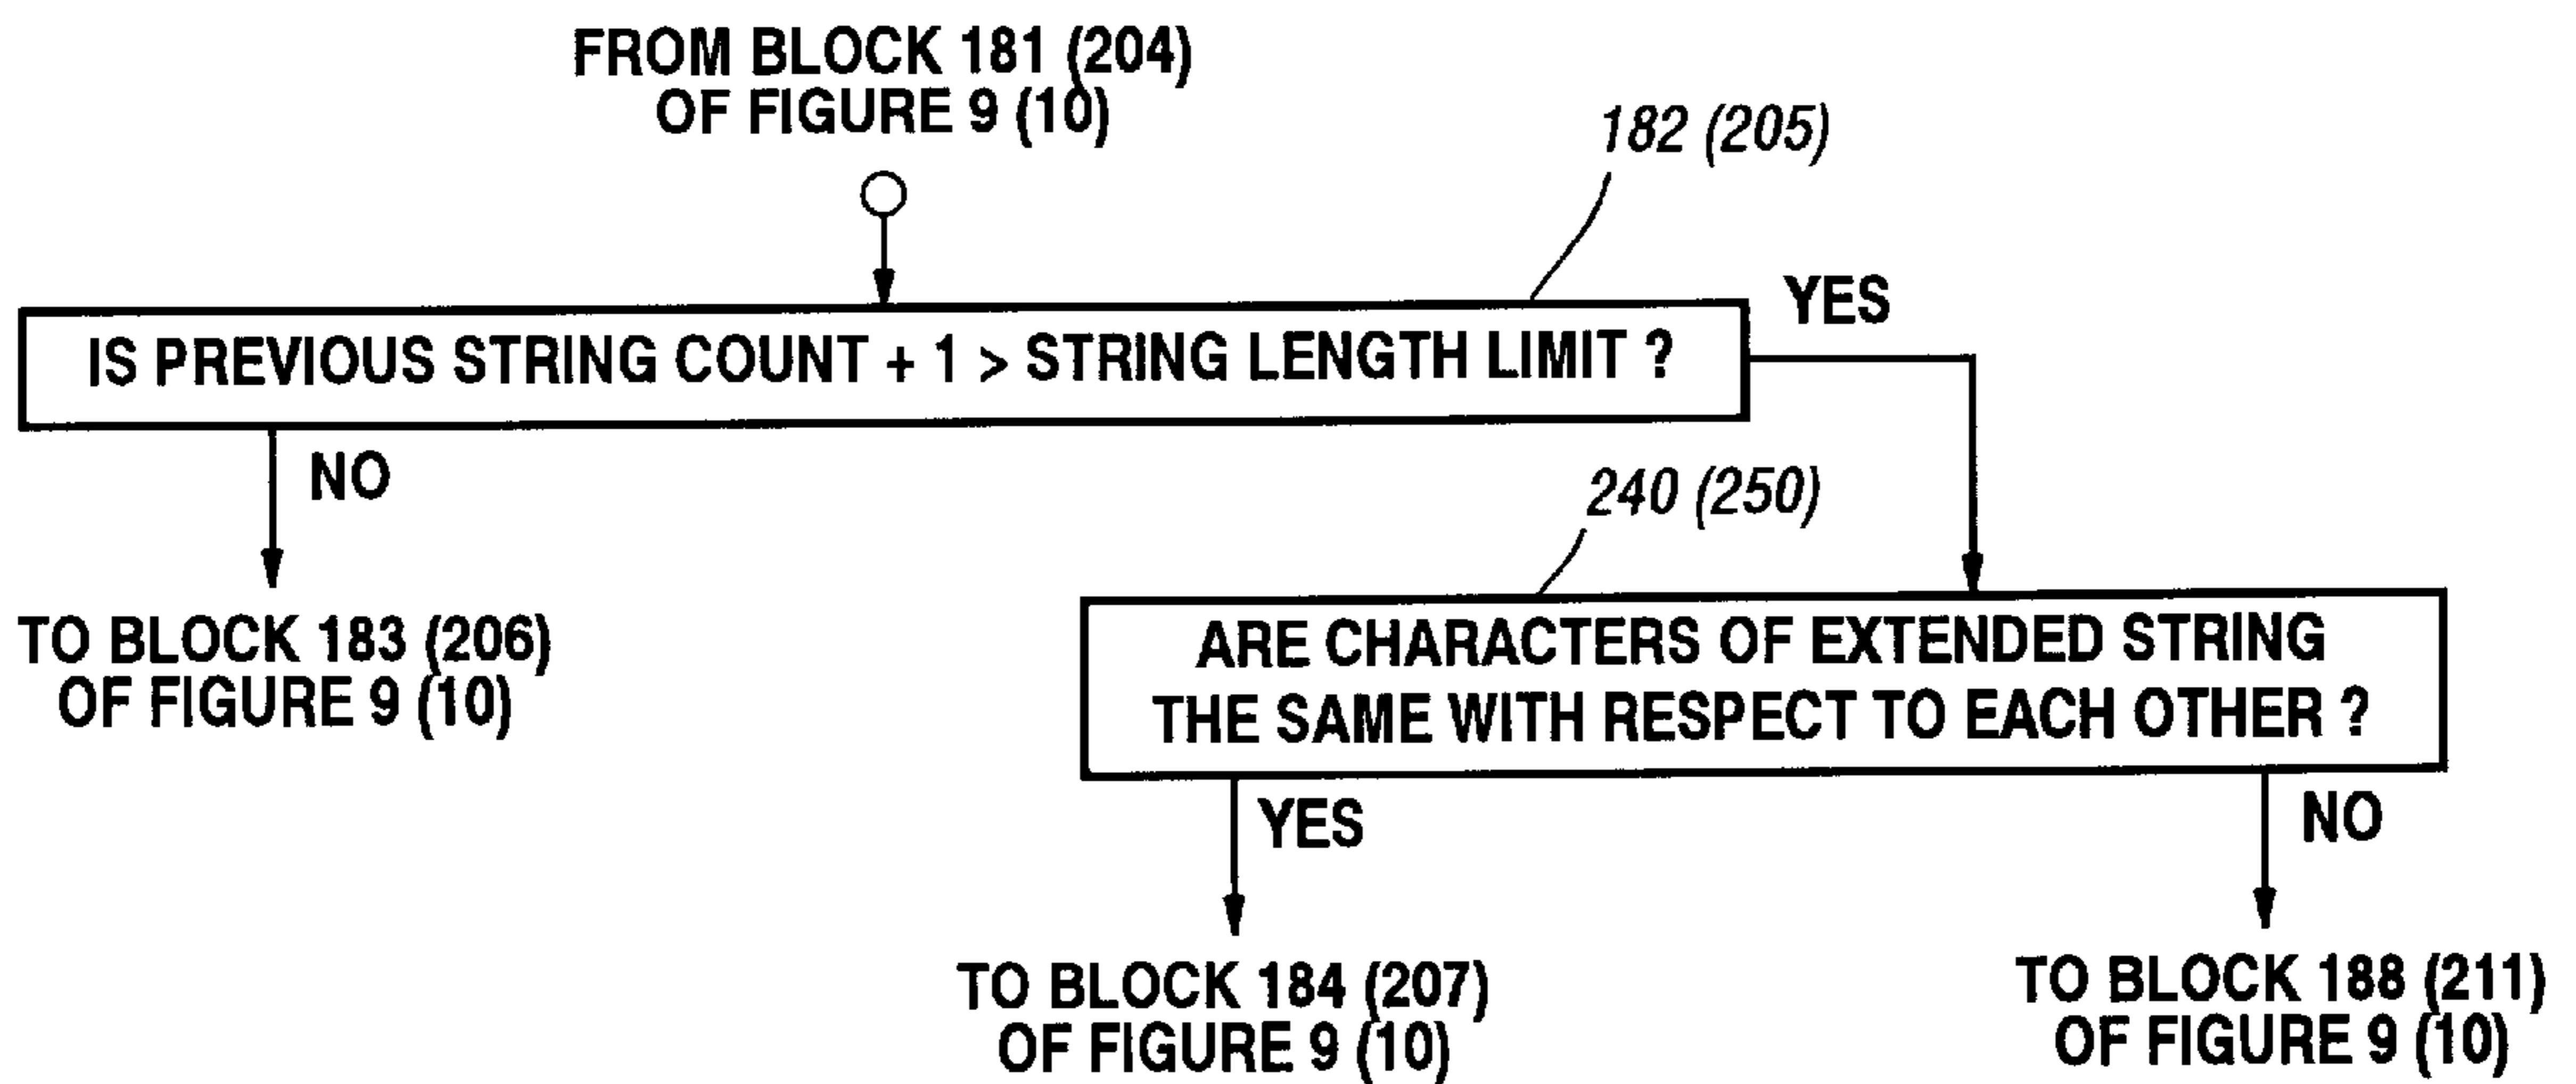 FROM BLOCK 181 (204)
OF FIGURE 9 (10)
182 (205)
YES
IS PREVIOUS STRING COUNT + 1 > STRING LENGTH LIMIT ?
NO
240 (250)
TO BLOCK 183 (206)
OF FIGURE 9 (10)
ARE CHARACTERS OF EXTENDED STRING
THE SAME WITH RESPECT TO EACH OTHER ?
YES
NO
TO BLOCK 184 (207)
OF FIGURE 9 (10)
TO BLOCK 188 (211)
OF FIGURE 9 (10)